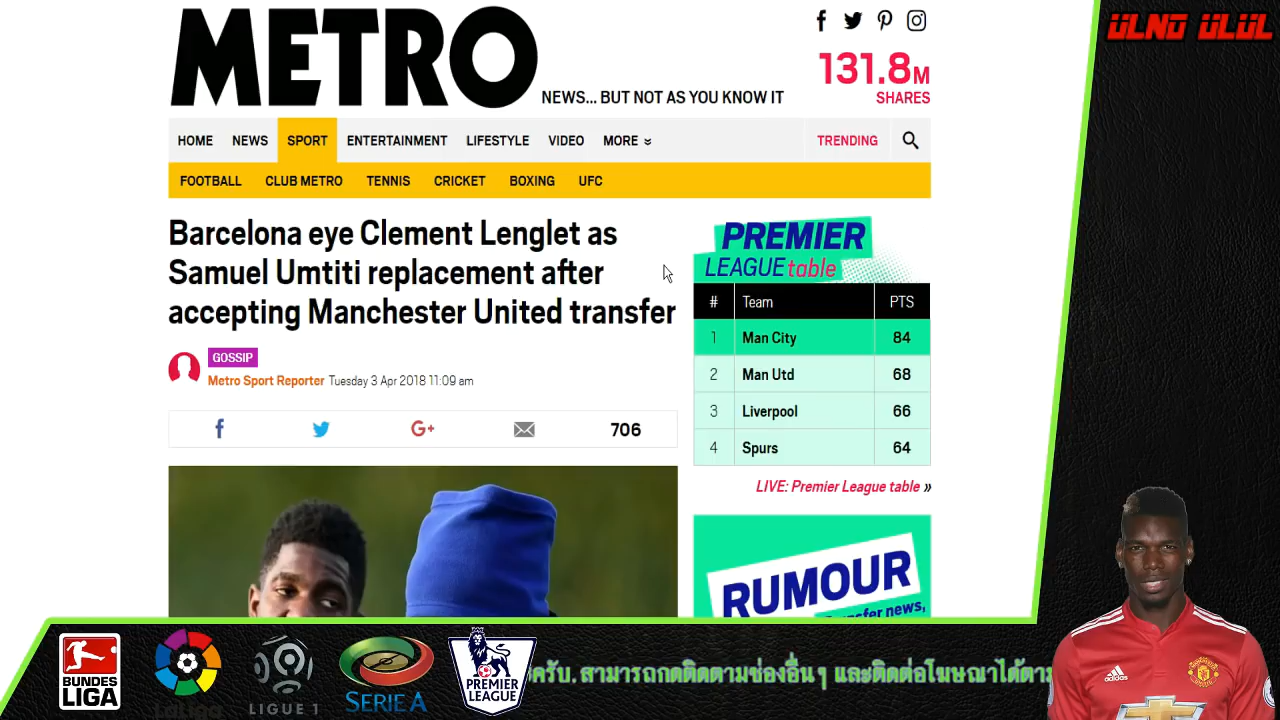 METRO
NEWS... BUT NOT AS YOU KNOW IT
131.8M
SHARES
HOME NEWS SPORT ENTERTAINMENT LIFESTYLE VIDEO MORE
TRENDING
FOOTBALL CLUB METRO TENNIS CRICKET BOXING UFC
Barcelona eye Clement Lenglet as
Samuel Umtiti replacement after
accepting Manchester United transfer
GOSSIP
Metro Sport Reporter Tuesday 3 Apr 2018 11:09 am
G+ 706
PREMIER
LEAGUE table
# Team PTS
1 Man City 84
2 Man Utd 68
3 Liverpool 66
4 Spurs 64
LIVE: Premier League table »
RUMOUR
news,
BUNDES
LIGA
LaLiga
LIGUE 1
SERIE A
PREMIER
LEAGUE
ครับ. สามารถกดติดตามช่องอื่นๆ และติดต่อโฆษณาได้ตาม
adidas